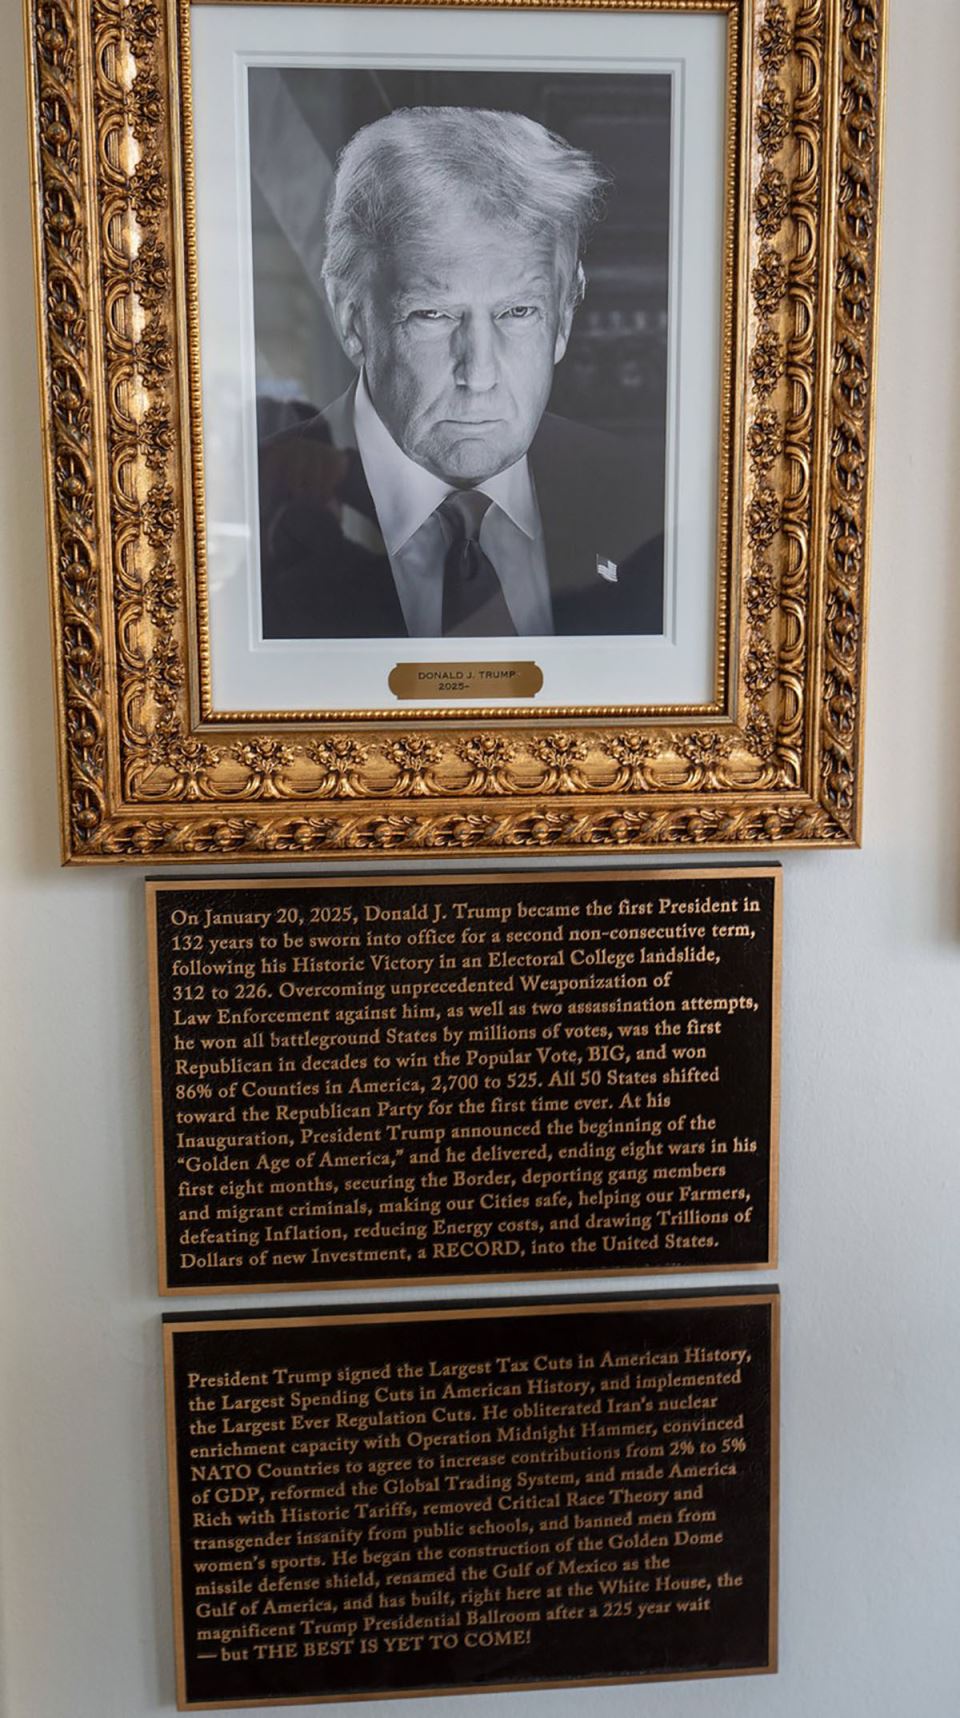 DONALD J. TRUMP
2025-
On January 20, 2025, Donald J. Trump became the first President in
132 years to be sworn into office for a second non-consecutive term,
following his Historic Victory in an Electoral College landslide,
312 to 226. Overcoming unprecedented Weaponization of
Law Enforcement against him, as well as two assassination attempts,
he won all battleground States by millions of votes, was the first
Republican in decades to win the Popular Vote, BIG, and won
86% of Counties in America, 2,700 to 525. All 50 States shifted
toward the Republican Party for the first time ever. At his
Inauguration, President Trump announced the beginning of the
“Golden Age of America,” and he delivered, ending eight wars in his
first eight months, securing the Border, deporting gang members
and migrant criminals, making our Cities safe, helping our Farmers,
defeating Inflation, reducing Energy costs, and drawing Trillions of
Dollars of new Investment, a RECORD, into the United States.
President Trump signed the Largest Tax Cuts in American History,
the Largest Spending Cuts in American History, and implemented
the Largest Ever Regulation Cuts. He obliterated Iran's nuclear
enrichment capacity with Operation Midnight Hammer, convinced
NATO Countries to agree to increase contributions from 2% to 5%
of GDP, reformed the Global Trading System, and made America
Rich with Historic Tariffs, removed Critical Race Theory and
transgender insanity from public schools, and banned men from
women's sports. He began the construction of the Golden Dome
missile defense shield, renamed the Gulf of Mexico as the
Gulf of America, and has built, right here at the White House, the
magnificent Trump Presidential Ballroom after a 225 year wait
— but THE BEST IS YET TO COME!